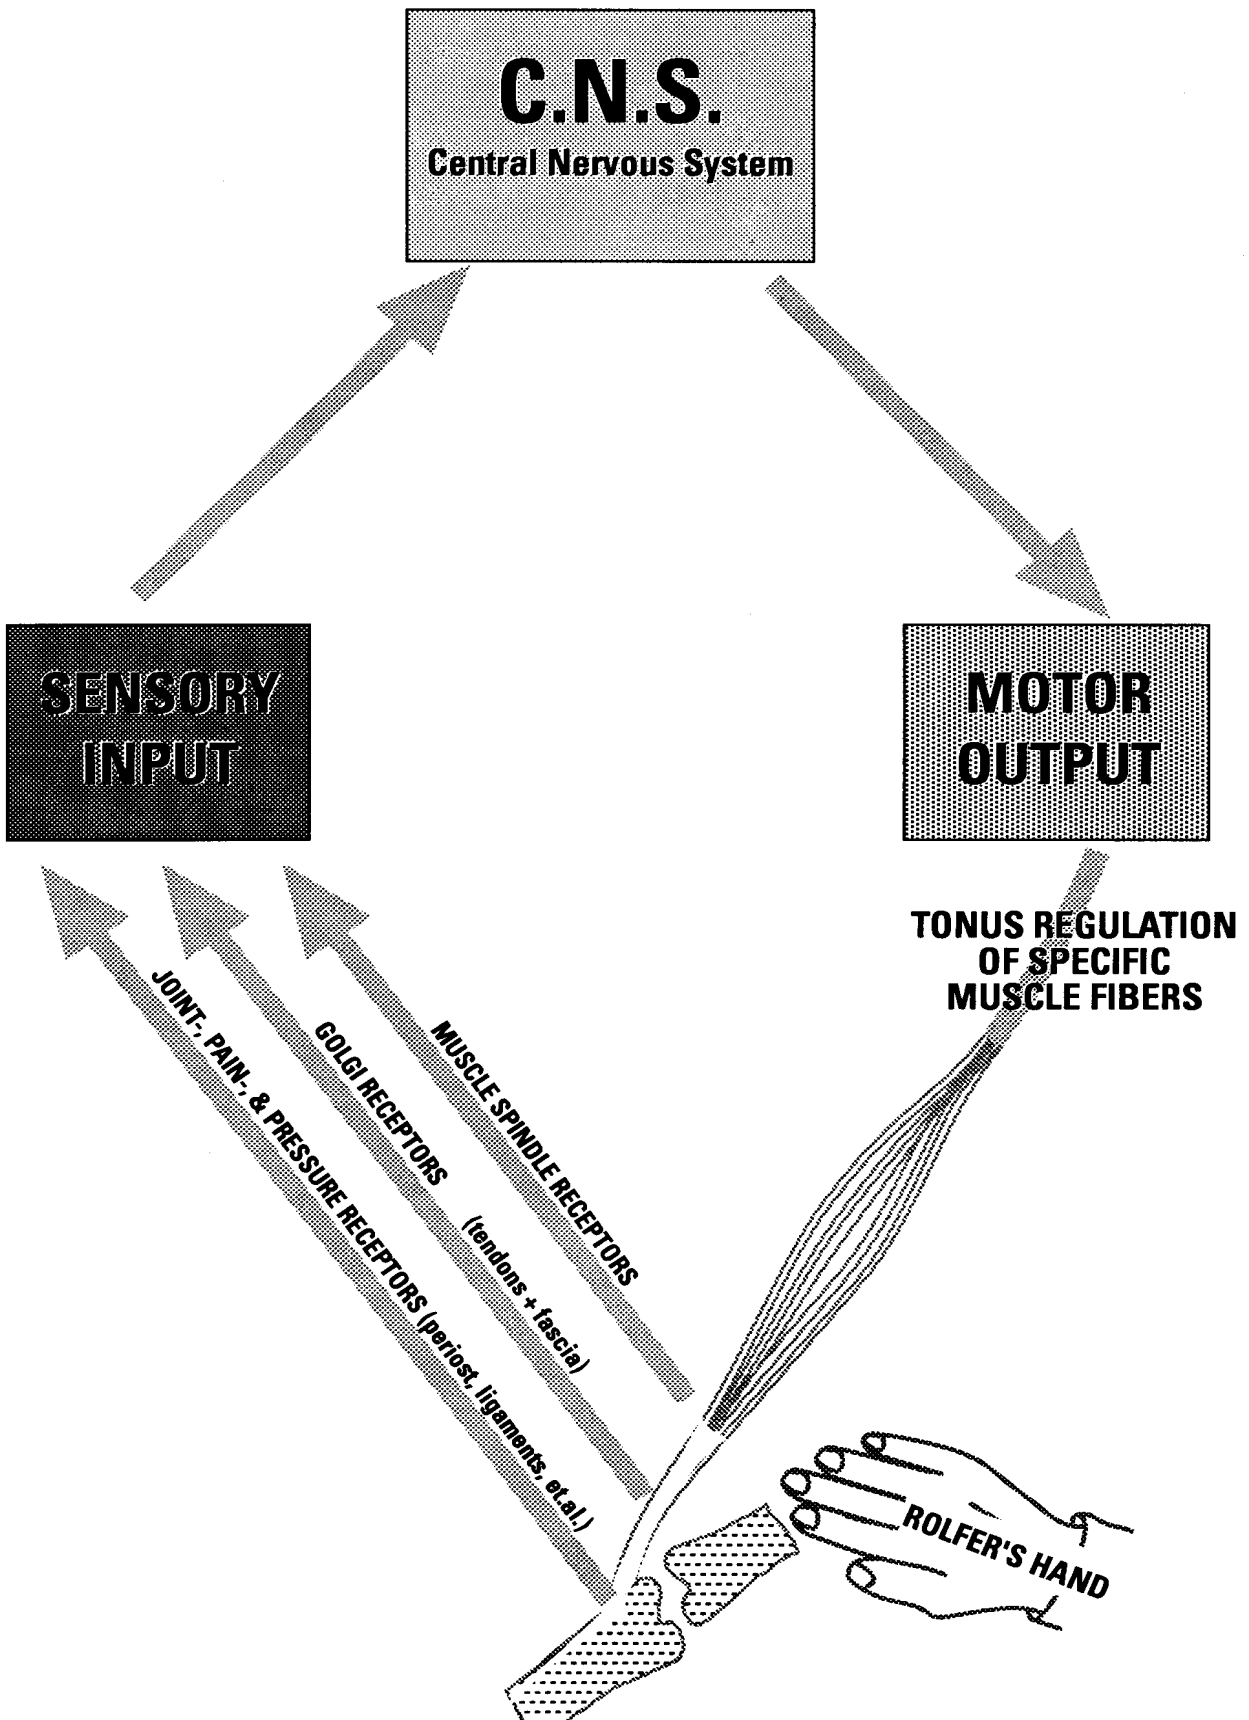 C.N.S.
Central Nervous System
SENSORY
INPUT
MOTOR
OUTPUT
TONUS REGULATION
OF SPECIFIC
MUSCLE FIBERS
JOINT-, PAIN-, & PRESSURE RECEPTORS (periost, ligaments, et.al.)
GOLGI RECEPTORS (tendons + fascia)
MUSCLE SPINDLE RECEPTORS
ROLFER'S HAND